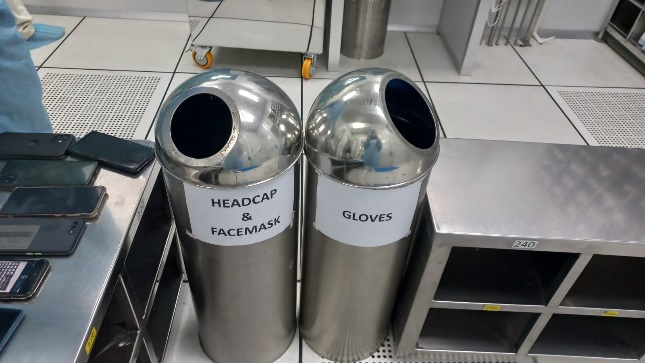 HEADCAP
&
FACEMASK
GLOVES
240